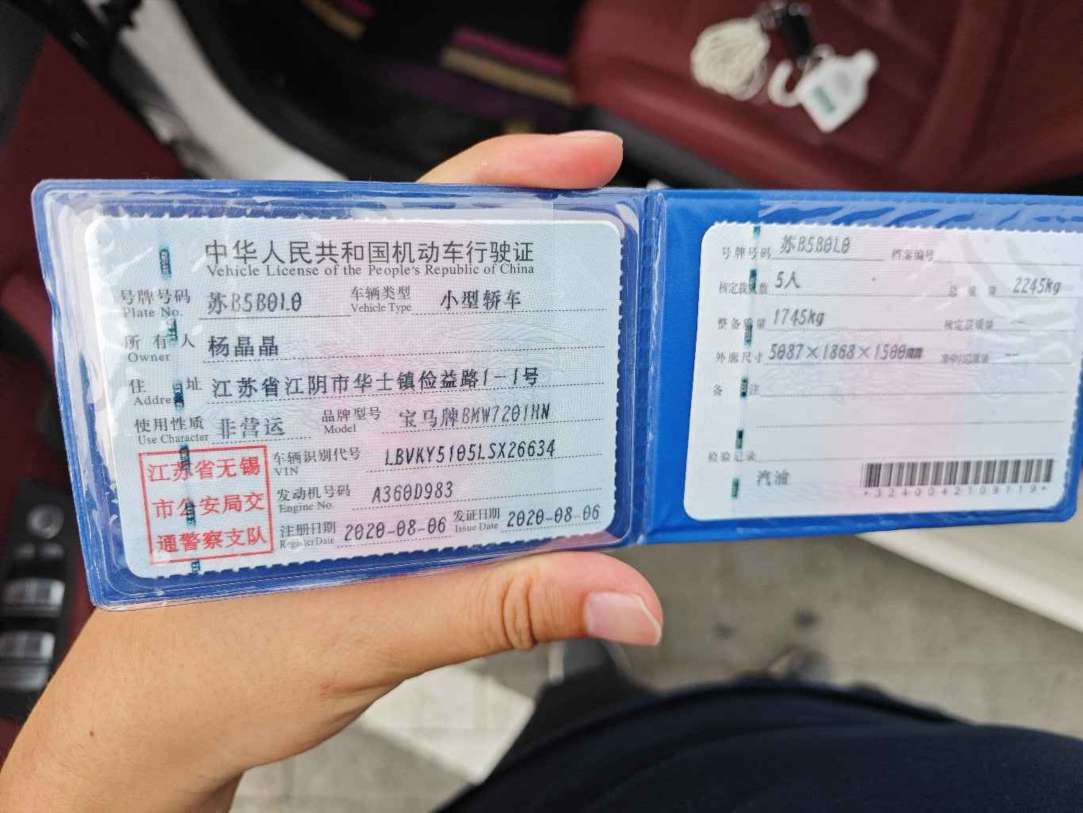 中华人民共和国机动车行驶证
Vehicle License of the People's Republic of China
号牌号码 苏B5B0L0 车辆类型 小型轿车
Plate No. Vehicle Type
所有人 杨晶晶
Owner
住址 江苏省江阴市华士镇俭益路1-1号
Address
使用性质 非营运 品牌型号 宝马牌BMW7201MN
Use Character Model
江苏省无锡
市公安局交
通警察支队
车辆识别代号 LBVKY5105LSX26634
VIN
发动机号码 A360D983
Engine No.
注册日期 2020-08-06 发证日期 2020-08-06
Register Date Issue Date
号牌号码 苏B5B0L0 档案编号
核定载人数 5人 总质量 2245kg
整备质量 1745kg 核定载质量 --
外廓尺寸 5087×1868×1500mm --
备注
检验记录
汽油
*3240042109119*